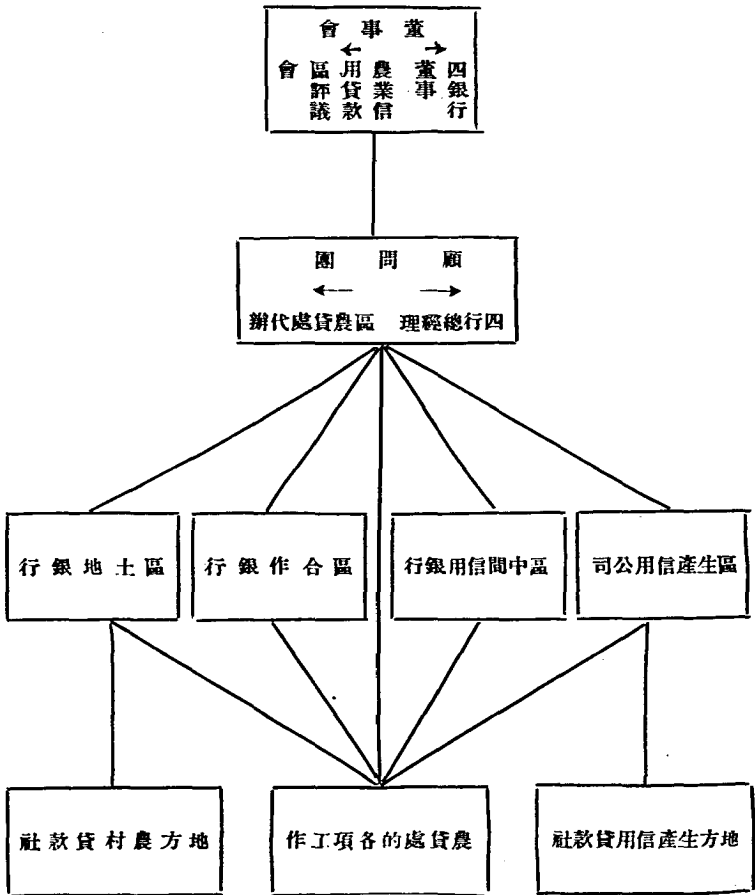 董事會
四銀行
董事
農業信
用貸款
區評議
會
顧問團
四行總經理 區農貸處代辦
區生產信用公司
區中間信用銀行
區合作銀行
區土地銀行
地方生產信用貸款社
農貸處的各項工作
地方農村貸款社